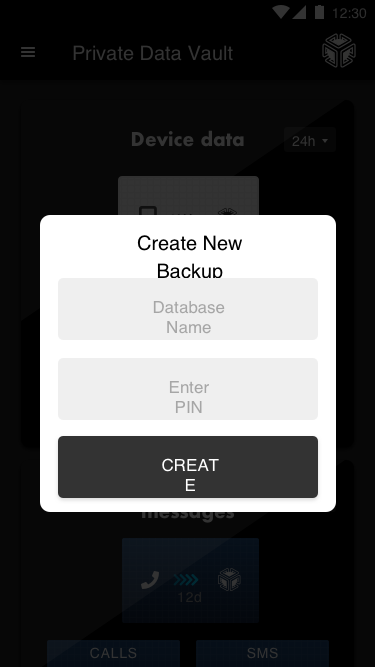 12:30
Private Data Vault
Device data
24h
Create New
Backup
Database
Name
Enter
PIN
CREAT
E
messages
12d
CALLS
SMS